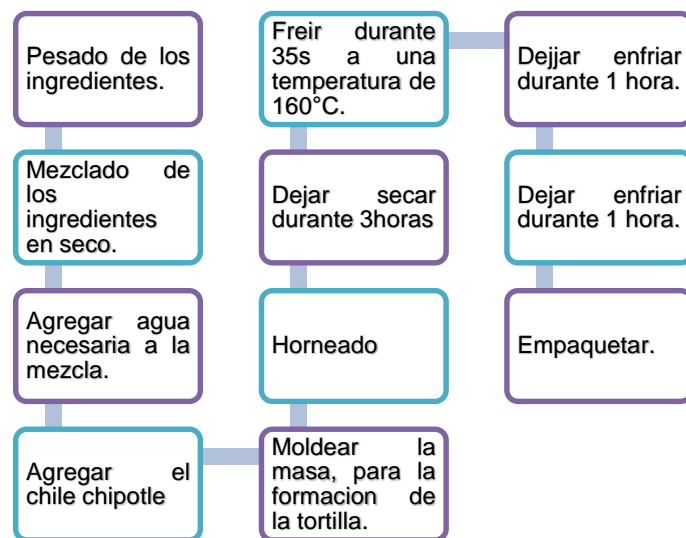 Pesado de los
ingredientes.
Mezclado de
los
ingredientes
en seco.
Agregar agua
necesaria a la
mezcla.
Agregar el
chile chipotle
Moldear la
masa, para la
formacion de
la tortilla.
Horneado
Dejar secar
durante 3horas
Freir durante
35s a una
temperatura de
160°C.
Dejjar enfriar
durante 1 hora.
Dejar enfriar
durante 1 hora.
Empaquetar.